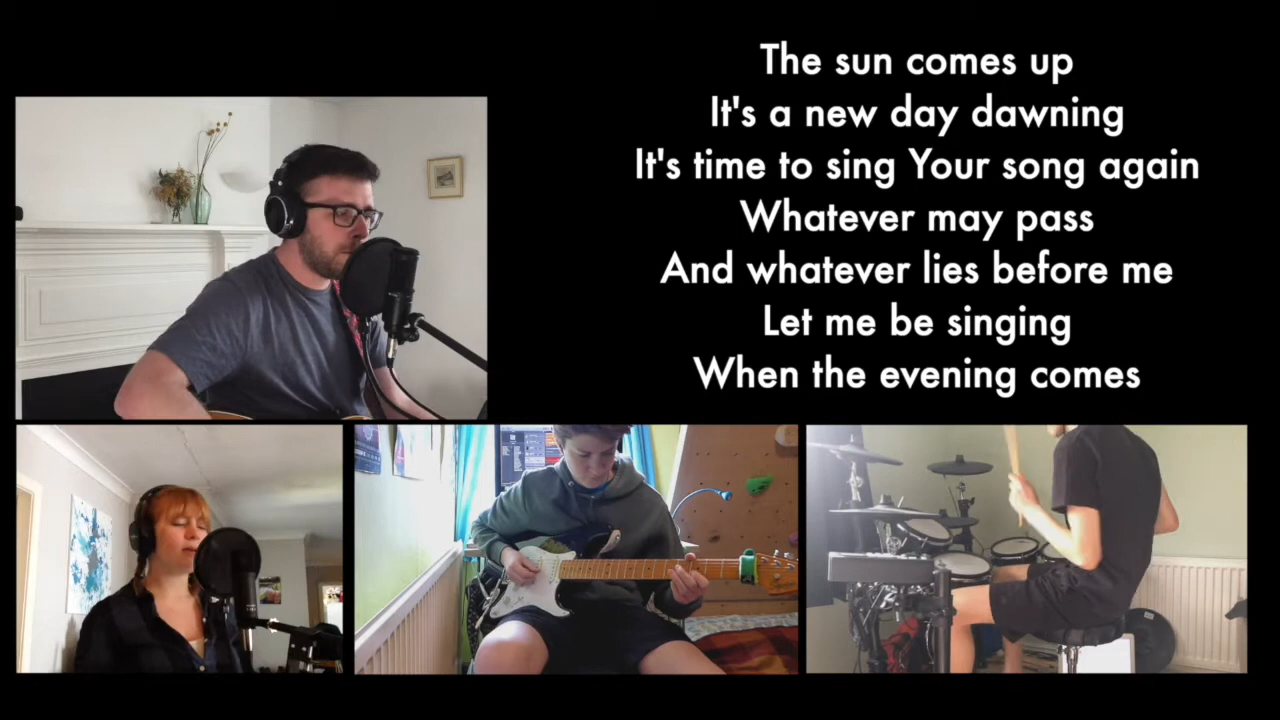 The sun comes up
It's a new day dawning
It's time to sing Your song again
Whatever may pass
And whatever lies before me
Let me be singing
When the evening comes